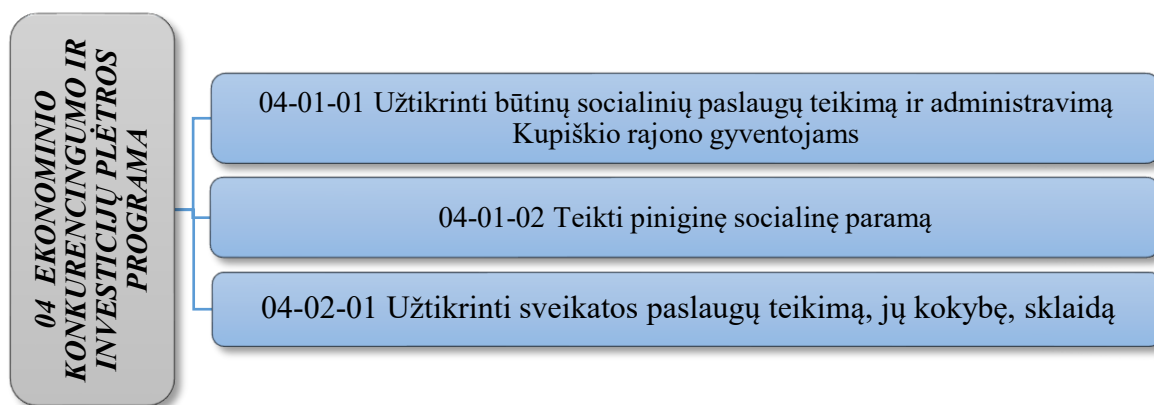 04 EKONOMINIO
KONKURENCINGUMO IR
INVESTICIJŲ PLĖTROS
PROGRAMA
04-01-01 Užtikrinti būtinų socialinių paslaugų teikimą ir administravimą
Kupiškio rajono gyventojams
04-01-02 Teikti piniginę socialinę paramą
04-02-01 Užtikrinti sveikatos paslaugų teikimą, jų kokybę, sklaidą